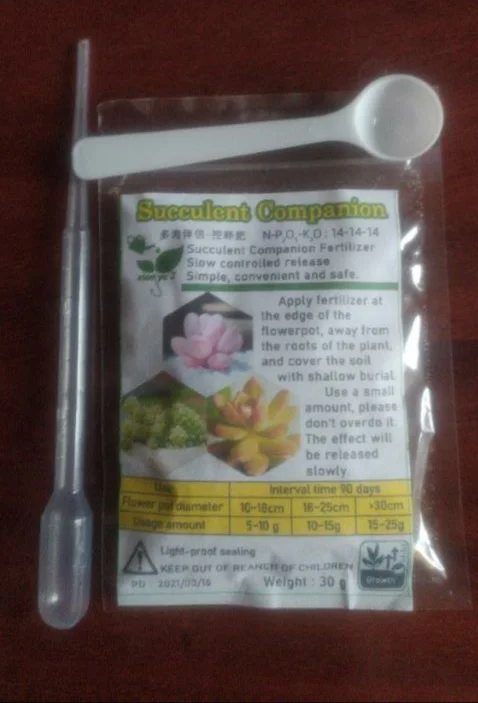 Succulent Companion
多肉伴侣-控释肥 N-P₂O₅-K₂O: 14-14-14
Succulent Companion Fertilizer
Slow controlled release
Simple, convenient and safe.
Apply fertilizer at
the edge of the
flowerpot, away from
the roots of the plant,
and cover the soil
with shallow burial.
Use a small
amount, please
don't overdo it.
The effect will
be released
slowly.
Use Interval time 90 days
Flower pot diameter 10-18cm 18-25cm >30cm
Usage amount 5-10 g 10-15g 15-25g
Light-proof sealing
KEEP OUT OF REANCH OF CHILDREN
PD 2021/03/16 Weight : 30 g
Growth